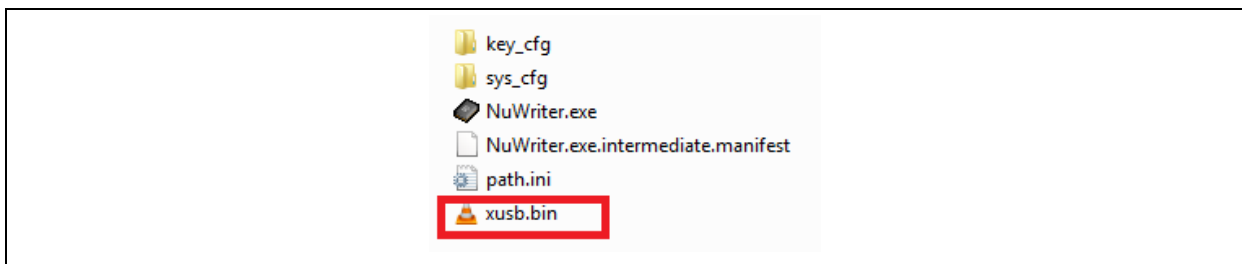 key_cfg
sys_cfg
NuWriter.exe
NuWriter.exe.intermediate.manifest
path.ini
xusb.bin